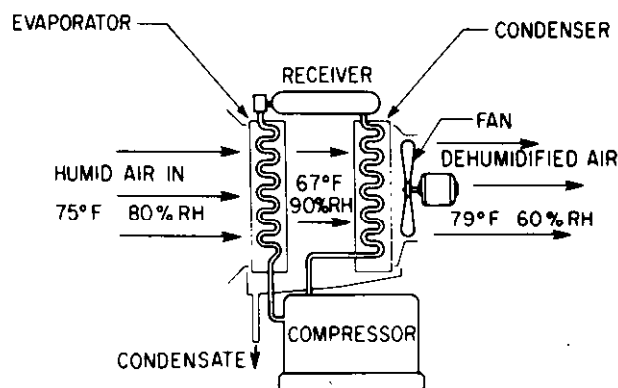 EVAPORATOR
CONDENSER
RECEIVER
FAN
HUMID AIR IN
75°F 80% RH
67°F
90% RH
DEHUMIDIFIED AIR
79°F 60% RH
COMPRESSOR
CONDENSATE